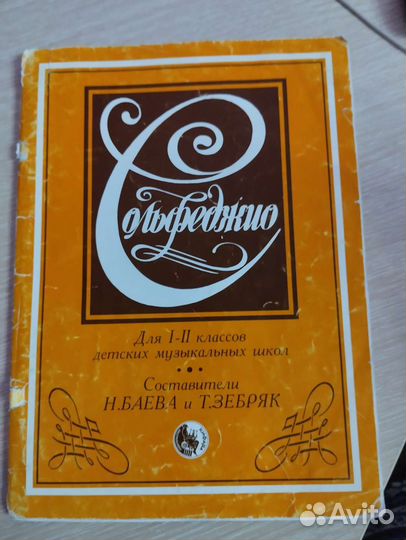 Сольфеджио
Для I-II классов
детских музыкальных школ
Составители
Н.БАЕВА и Т.ЗЕБРЯК
Avito